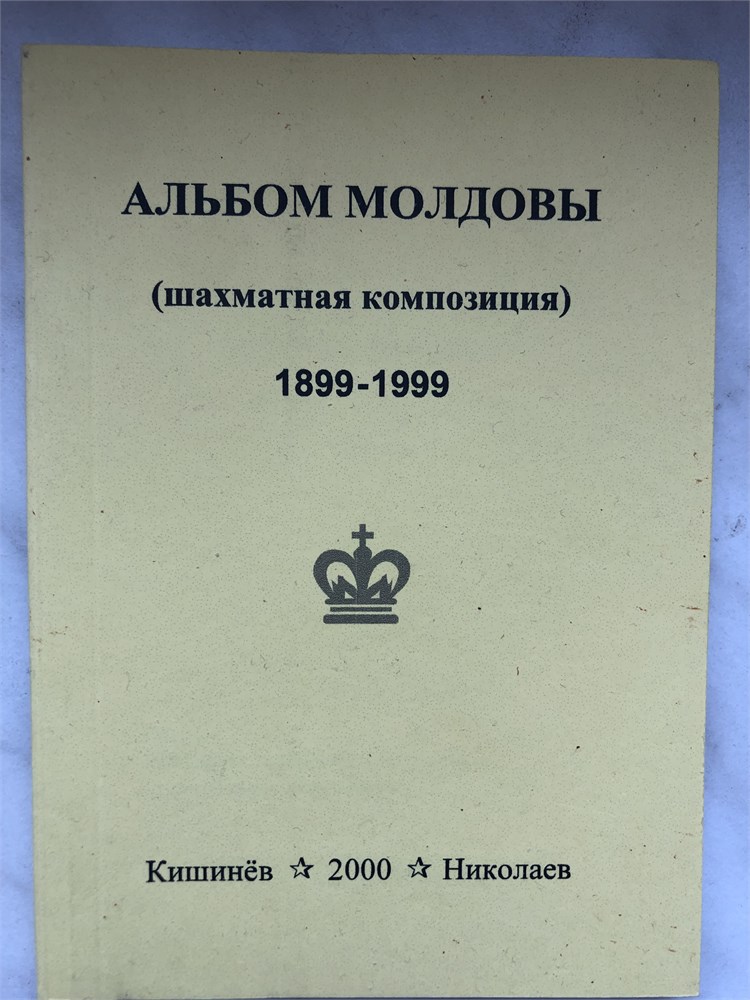 АЛЬБОМ МОЛДОВЫ
(шахматная композиция)
1899-1999
Кишинёв ☆ 2000 ☆ Николаев